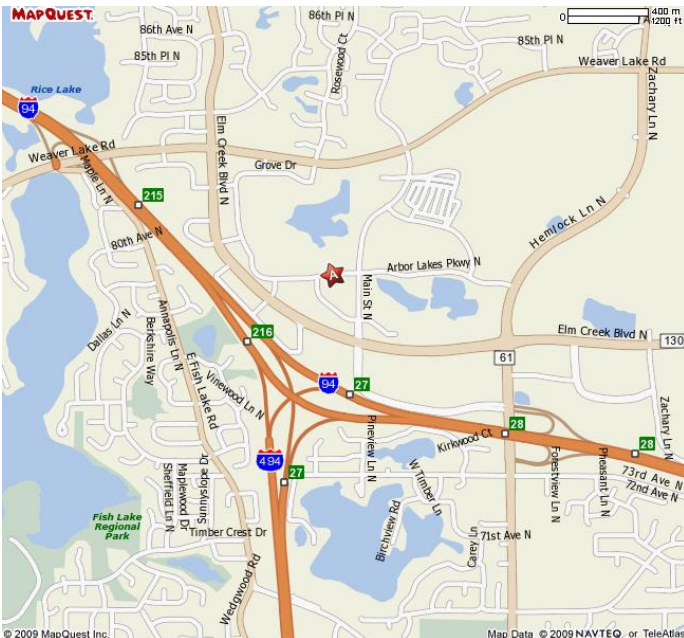 MAPQUEST.
86th Ave N
85th Pl N
86th Pl N
Rosewood Ct
85th Pl N
0
400 m
1200 ft
Weaver Lake Rd
Zachary Ln N
Rice Lake
94
Weaver Lake Rd
Maple Ln N
Elm Creek Blvd N
Grove Dr
215
80th Ave N
Hemlock Ln N
A
Arbor Lakes Pkwy N
Main St N
Annapolis Ln N
Dallas Ln N
Berkshire Way
E Fish Lake Rd
216
Elm Creek Blvd N
130
61
Vinewood Ln N
94
27
Zachary Ln N
Pineview Ln N
Kirkwood Ct
28
28
494
27
Sunnyslope Dr
Maplewood Dr
Sheffield Ln N
W Timber Ln
Forestview Ln N
Pheasant Ln N
73rd Ave N
72nd Ave N
Fish Lake
Regional
Park
Timber Crest Dr
Birchview Rd
Carey Ln
71st Ave N
Wedgwood Rd
© 2009 MapQuest Inc.
Map Data © 2009 NAVTEQ or TeleAtlas